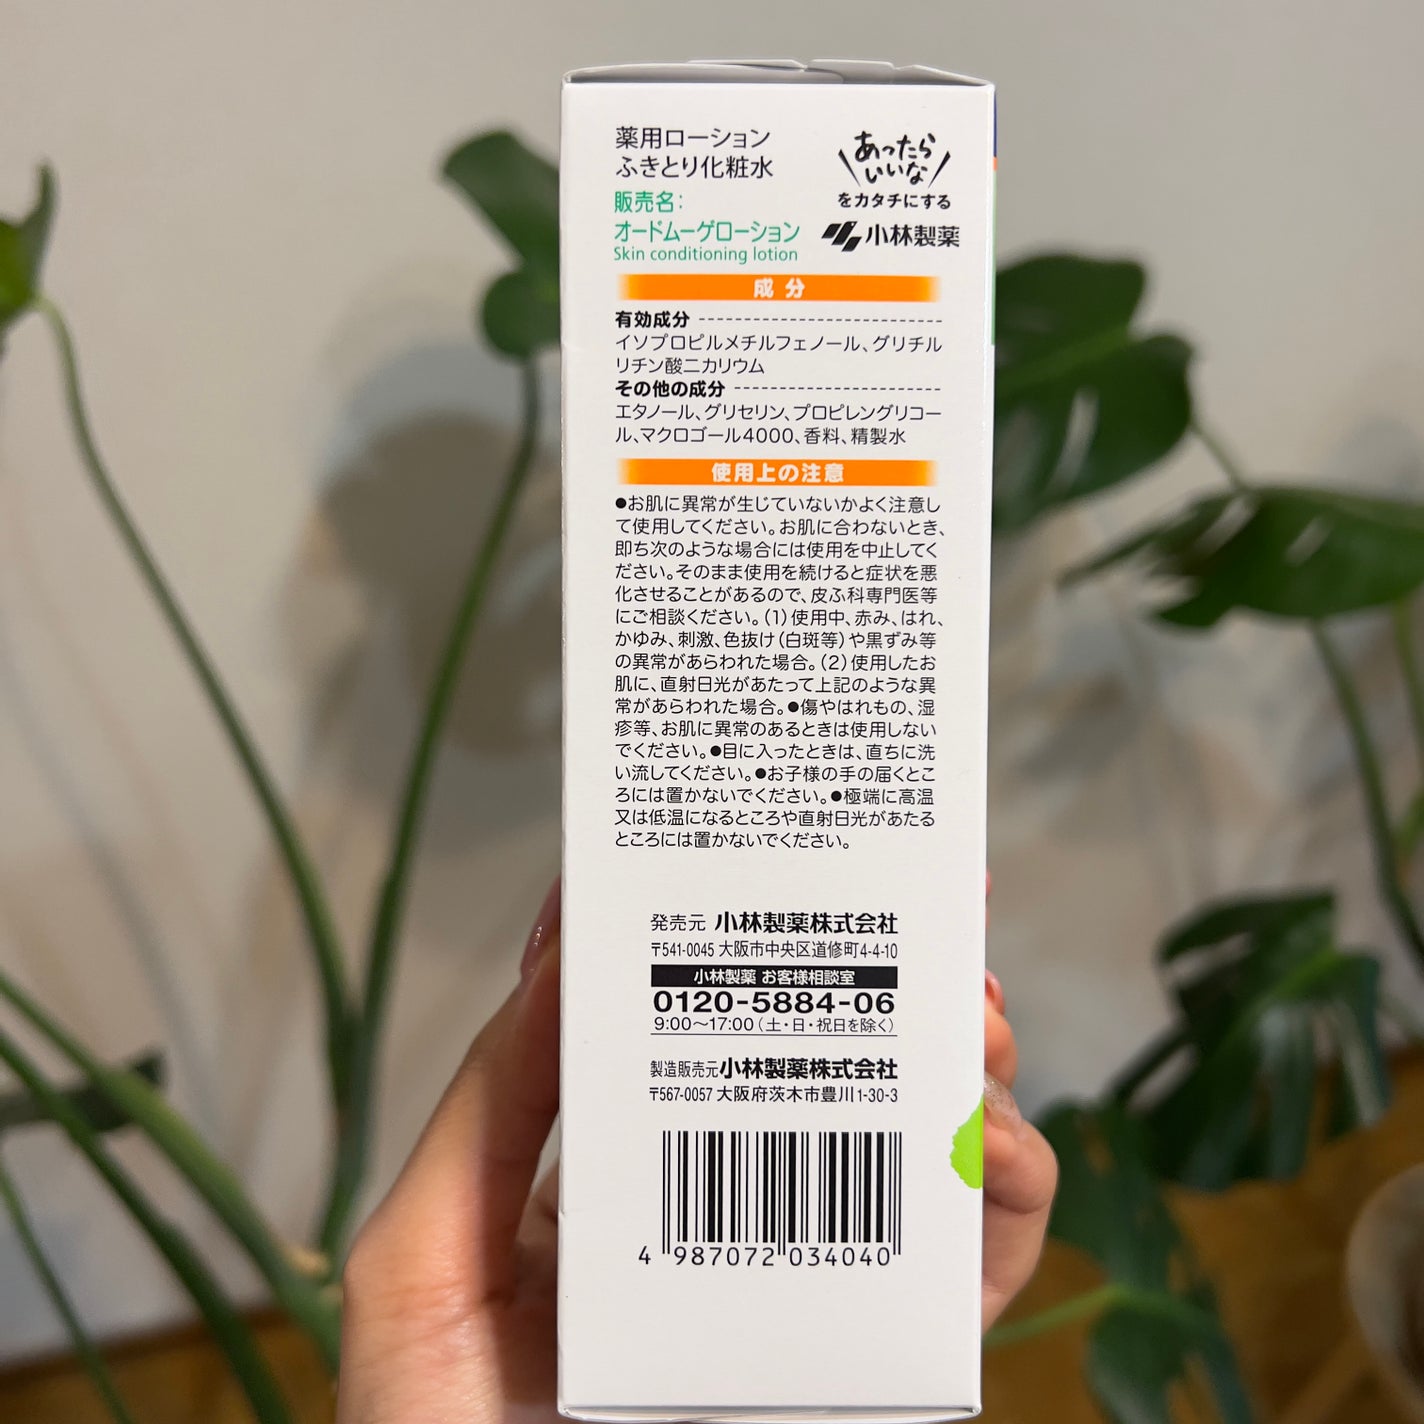 薬用ローション
ふきとり化粧水
販売名:
オードムーゲローション
Skin conditioning lotion
あったら
いいな
をカタチにする
小林製薬
成分
有効成分
イソプロピルメチルフェノール、グリチル
リチン酸二カリウム
その他の成分
エタノール、グリセリン、プロピレングリコー
ル、マクロゴール4000、香料、精製水
使用上の注意
●お肌に異常が生じていないかよく注意し
て使用してください。お肌に合わないとき、
即ち次のような場合には使用を中止してく
ださい。そのまま使用を続けると症状を悪
化させることがあるので、皮ふ科専門医等
にご相談ください。(1)使用中、赤み、はれ、
かゆみ、刺激、色抜け(白斑等)や黒ずみ等
の異常があらわれた場合。(2)使用したお
肌に、直射日光があたって上記のような異
常があらわれた場合。●傷やはれもの、湿
疹等、お肌に異常のあるときは使用しない
でください。●目に入ったときは、直ちに洗
い流してください。●お子様の手の届くとこ
ろには置かないでください。●極端に高温
又は低温になるところや直射日光があたる
ところには置かないでください。
発売元 小林製薬株式会社
〒541-0045 大阪市中央区道修町4-4-10
小林製薬 お客様相談室
0120-5884-06
9:00～17:00(土・日・祝日を除く)
製造販売元 小林製薬株式会社
〒567-0057 大阪府茨木市豊川1-30-3
4 987072 034040